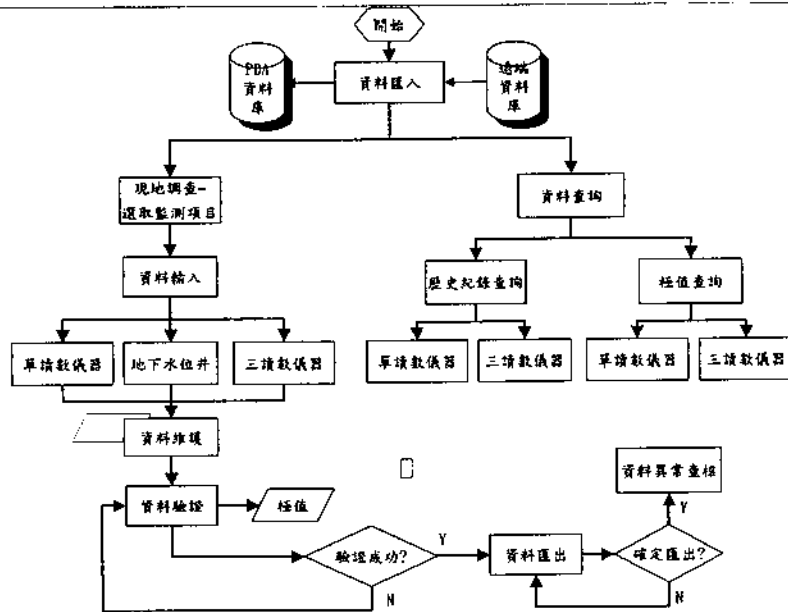 開始
PDA
資料
庫
資料匯入
遠端
資料
庫
現地調查-
選取監測項目
資料查詢
資料輸入
歷史紀錄查詢
極值查詢
單讀數儀器
地下水位井
三讀數儀器
單讀數儀器
三讀數儀器
單讀數儀器
三讀數儀器
資料維護
資料異常查核
資料驗證
極值
驗證成功?
Y
資料匯出
確定匯出?
Y
N
N